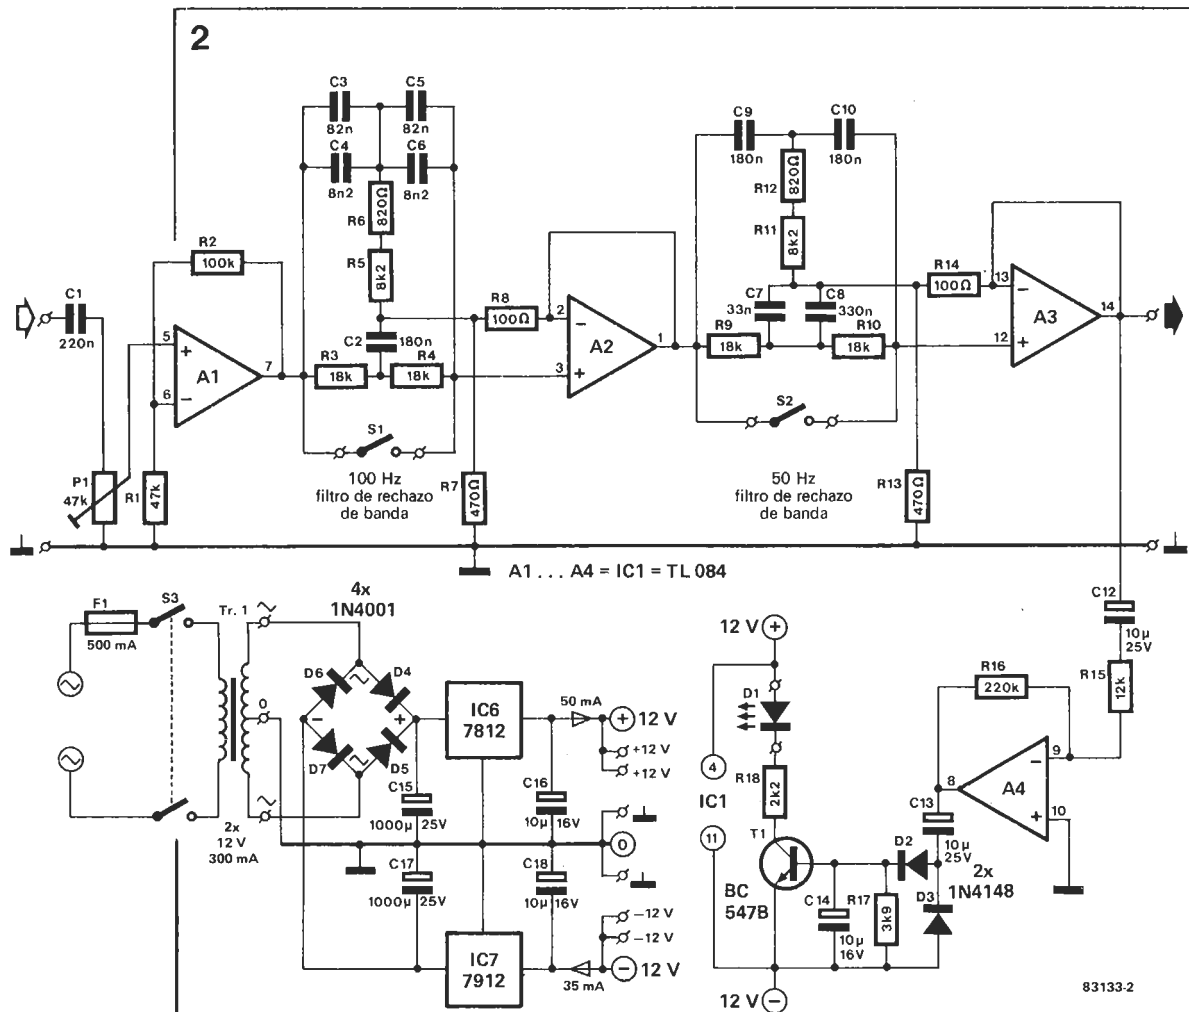 2
C3
82n
C5
82n
C4
8n2
C6
8n2
R6
820Ω
R5
8k2
C2
180n
R3
18k
R4
18k
S1
100 Hz
filtro de rechazo
de banda
R2
100k
C1
220n
5
+
6
−
A1
7
P1
47k
R1
47k
R8
100Ω
2
−
3
+
A2
1
R7
470Ω
C9
180n
C10
180n
R12
820Ω
R11
8k2
C7
33n
C8
330n
R9
18k
R10
18k
S2
50 Hz
filtro de rechazo
de banda
R14
100Ω
13
−
12
+
A3
14
R13
470Ω
A1 . . . A4 = IC1 = TL 084
F1
500 mA
S3
Tr. 1
0
2x
12 V
300 mA
4x
1N4001
D6
D4
D7
D5
−
+
IC6
7812
IC7
7912
50 mA
+ 12 V
+12 V
+12 V
C15
1000µ 25V
C16
10µ 16V
0
C17
1000µ 25V
C18
10µ 16V
−12 V
−12 V
− 12 V
35 mA
12 V +
D1
4
IC1
11
R18
2k2
T1
BC
547B
C14
10µ
16V
R17
3k9
D2
D3
2x
1N4148
C13
10µ
25V
8
A4
9
−
10
+
R16
220k
R15
12k
C12
10µ
25V
12 V −
83133-2